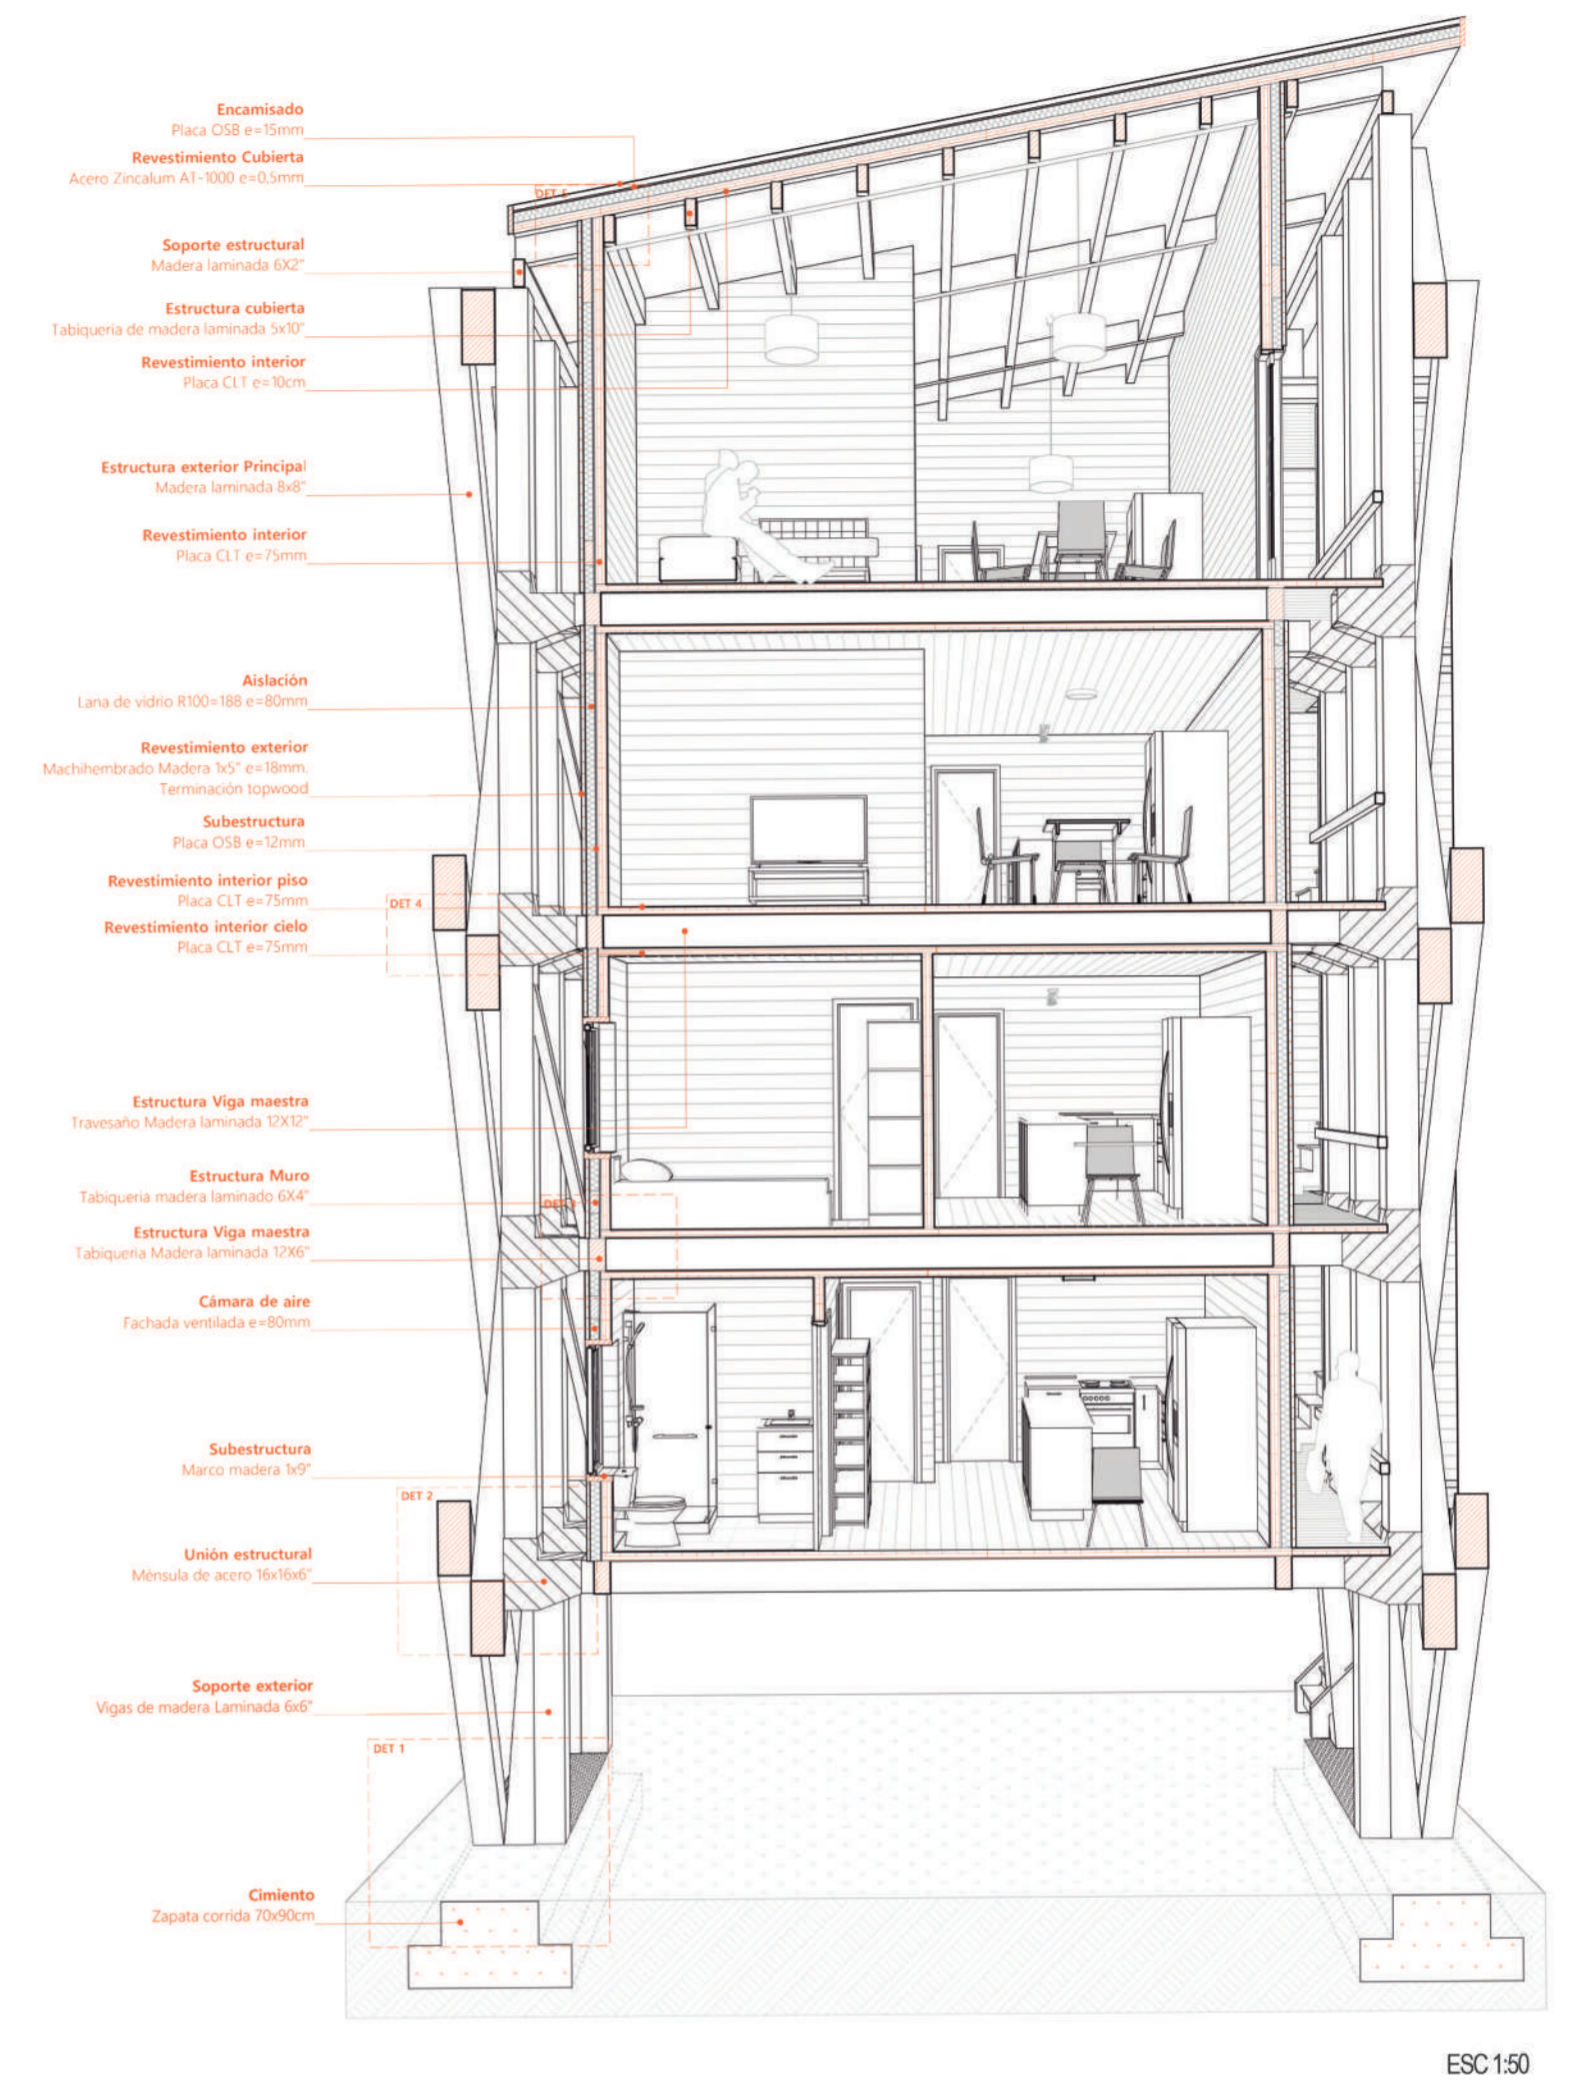 Encamisado
Placa OSB e=15mm
Revestimiento Cubierta
Acero Zincalum AT-1000 e=0,5mm
DET 5
Soporte estructural
Madera laminada 6X2"
Estructura cubierta
Tabiqueria de madera laminada 5x10"
Revestimiento interior
Placa CLT e=10cm
Estructura exterior Principal
Madera laminada 8x8"
Revestimiento interior
Placa CLT e=75mm
Aislación
Lana de vidrio R100=188 e=80mm
Revestimiento exterior
Machihembrado Madera 1x5" e=18mm.
Terminación topwood
Subestructura
Placa OSB e=12mm
Revestimiento interior piso
Placa CLT e=75mm
DET 4
Revestimiento interior cielo
Placa CLT e=75mm
Estructura Viga maestra
Travesaño Madera laminada 12X12"
Estructura Muro
Tabiqueria madera laminado 6X4"
DET 3
Estructura Viga maestra
Tabiqueria Madera laminada 12X6"
Cámara de aire
Fachada ventilada e=80mm
Subestructura
Marco madera 1x9"
DET 2
Unión estructural
Ménsula de acero 16x16x6"
Soporte exterior
Vigas de madera Laminada 6x6"
DET 1
Cimiento
Zapata corrida 70x90cm
ESC 1:50